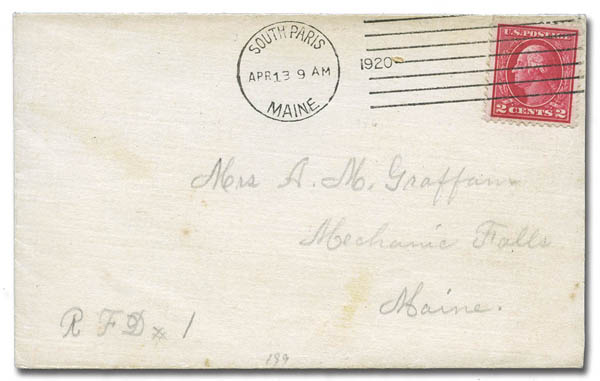 SOUTH PARIS
APR 13 9 AM
MAINE
1920
U.S. POSTAGE
2 CENTS 2
Mrs A. M. Graffam
Mechanic Falls
Maine.
R F D x 1
199